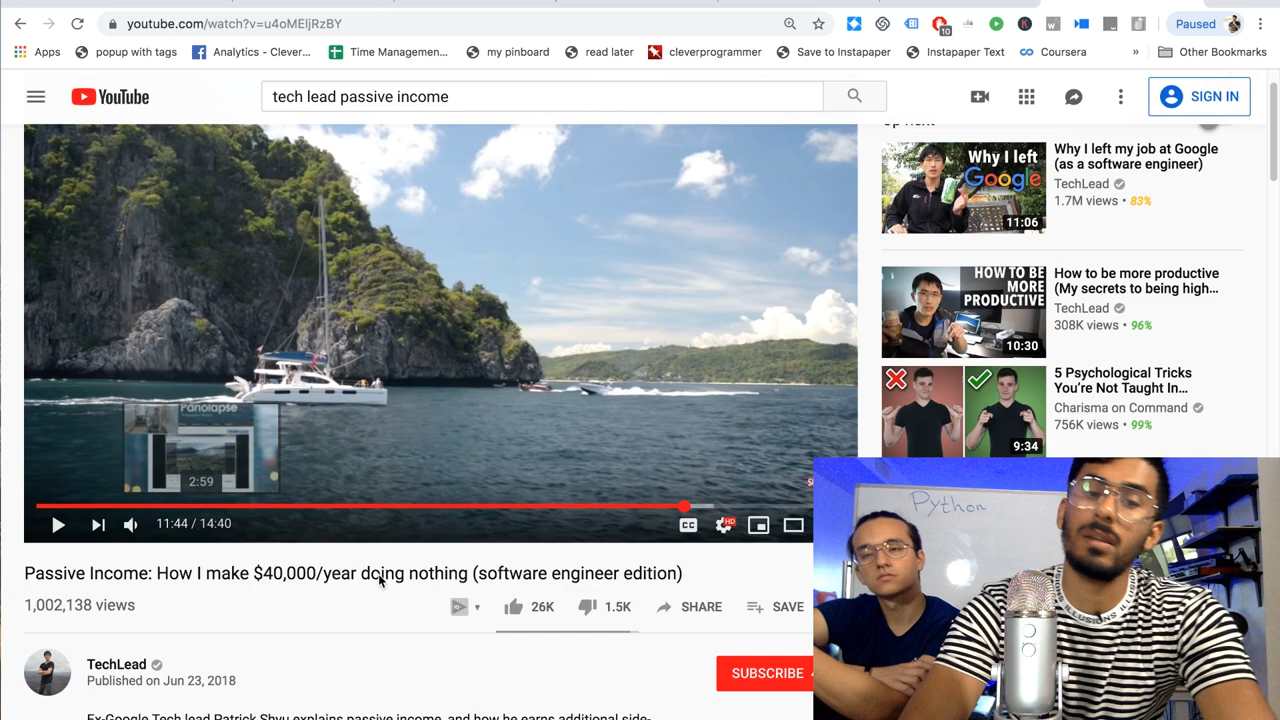 youtube.com/watch?v=u4oMEljRzBY
10
Paused
Apps
popup with tags
Analytics - Clever...
Time Managemen...
my pinboard
read later
cleverprogrammer
Save to Instapaper
Instapaper Text
Coursera
»
Other Bookmarks
YouTube
tech lead passive income
SIGN IN
Panolapse
2:59
11:44 / 14:40
CC
HD
Passive Income: How I make $40,000/year doing nothing (software engineer edition)
1,002,138 views
26K
1.5K
SHARE
SAVE
TechLead
Published on Jun 23, 2018
SUBSCRIBE
Ex-Google Tech lead Patrick Shyu explains passive income, and how he earns additional side-
Up next
Why I left
Google
11:06
Why I left my job at Google
(as a software engineer)
TechLead
1.7M views • 83%
HOW TO BE
MORE
PRODUCTIVE
10:30
How to be more productive
(My secrets to being high...
TechLead
308K views • 96%
9:34
5 Psychological Tricks
You're Not Taught In...
Charisma on Command
756K views • 99%
Python
ILLUSIONS